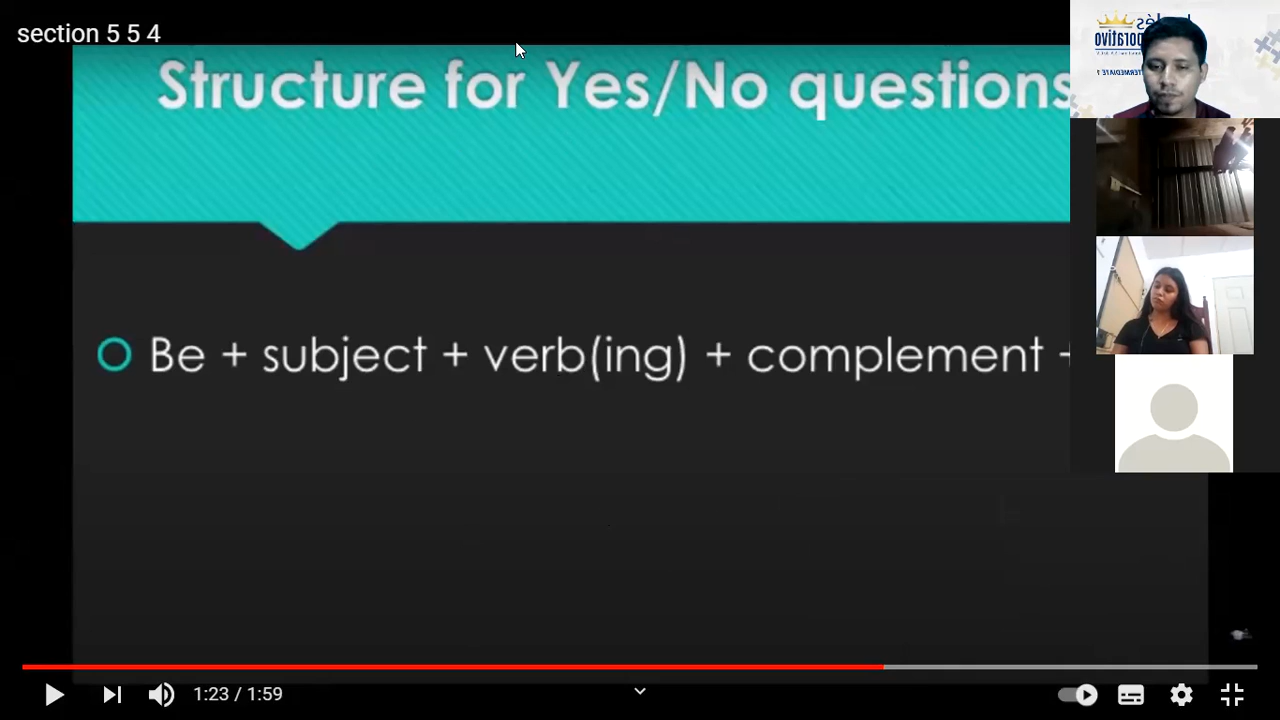 section 5 5 4
Structure for Yes/No questions
Be + subject + verb(ing) + complement +
1:23 / 1:59